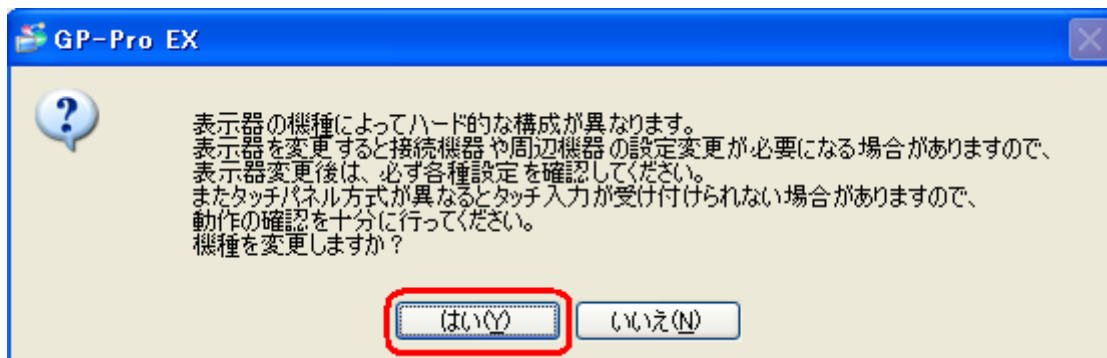 GP-Pro EX
表示器の機種によってハード的な構成が異なります。
表示器を変更すると接続機器や周辺機器の設定変更が必要になる場合がありますので、
表示器変更後は、必ず各種設定を確認してください。
またタッチパネル方式が異なるとタッチ入力が受け付けられない場合がありますので、
動作の確認を十分に行ってください。
機種を変更しますか？
はい(Y) いいえ(N)